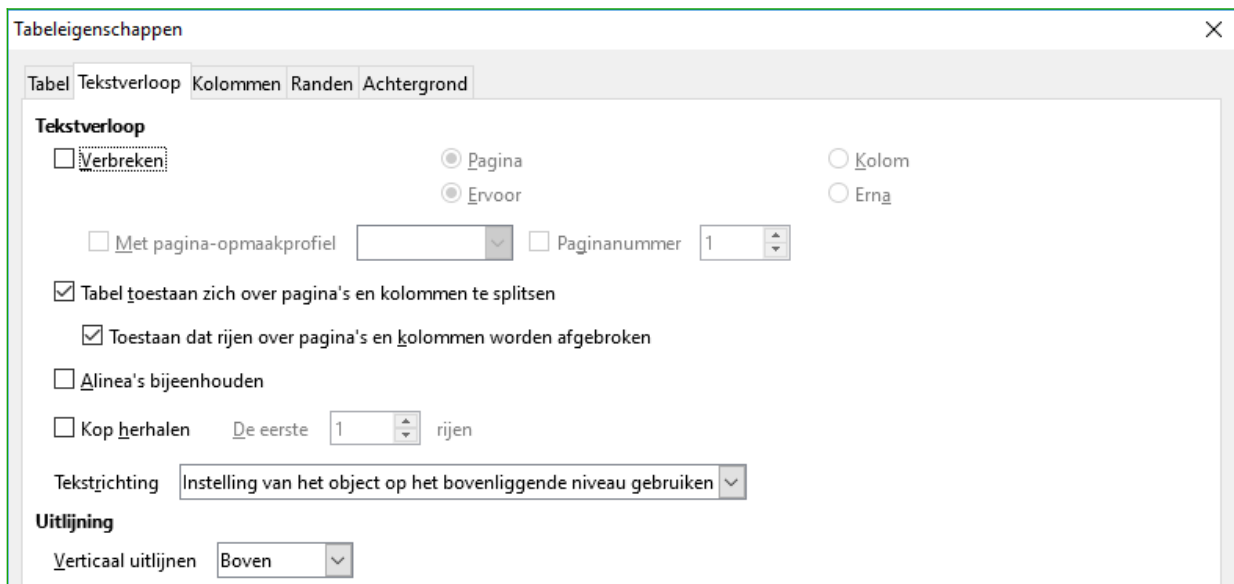 Tabeleigenschappen
Tabel Tekstverloop Kolommen Randen Achtergrond
Tekstverloop
Verbreken Pagina Kolom
Ervoor Erna
Met pagina-opmaakprofiel Paginanummer 1
Tabel toestaan zich over pagina's en kolommen te splitsen
Toestaan dat rijen over pagina's en kolommen worden afgebroken
Alinea's bijeenhouden
Kop herhalen De eerste 1 rijen
Tekstrichting Instelling van het object op het bovenliggende niveau gebruiken
Uitlijning
Verticaal uitlijnen Boven